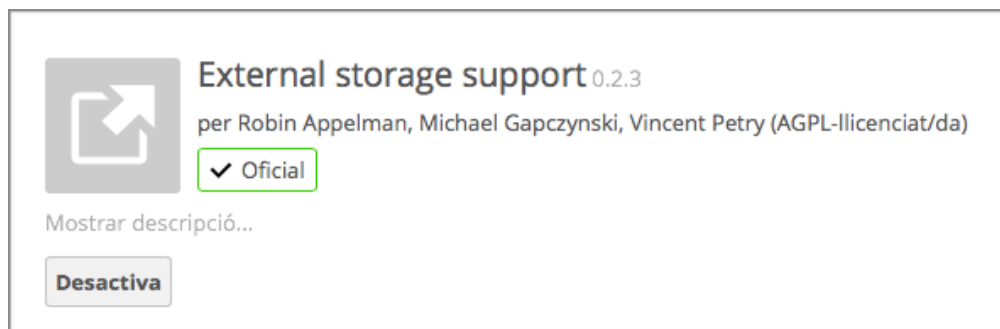 External storage support 0.2.3
per Robin Appelman, Michael Gapczynski, Vincent Petry (AGPL-llicenciat/da)
Oficial
Mostrar descripció...
Desactiva